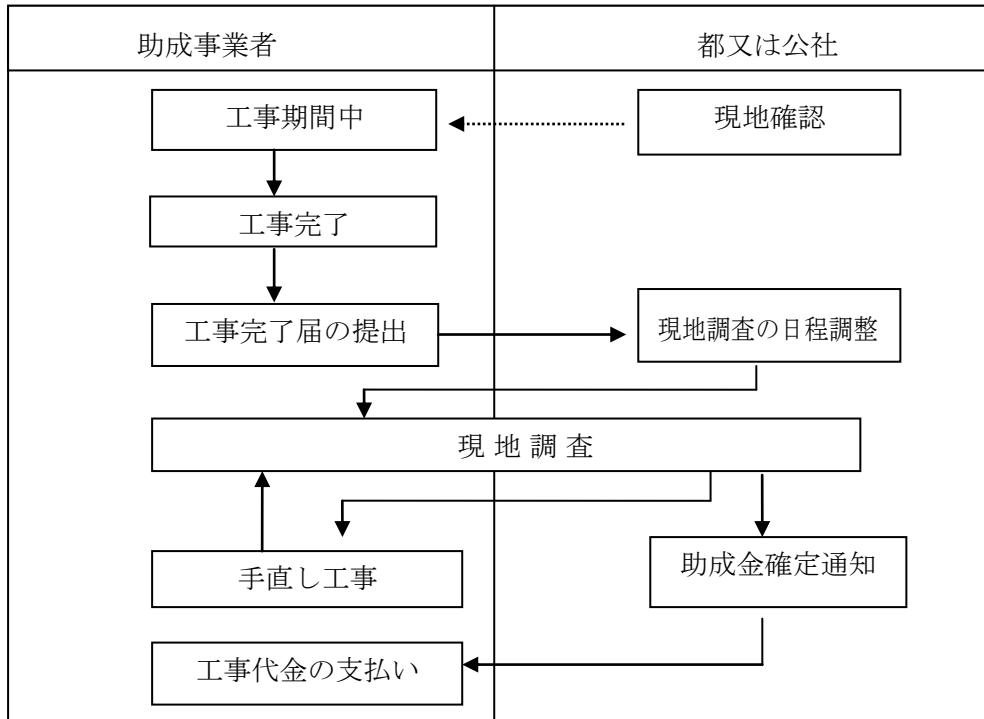 助成事業者
都又は公社
工事期間中
現地確認
工事完了
工事完了届の提出
現地調査の日程調整
現 地 調 査
手直し工事
助成金確定通知
工事代金の支払い